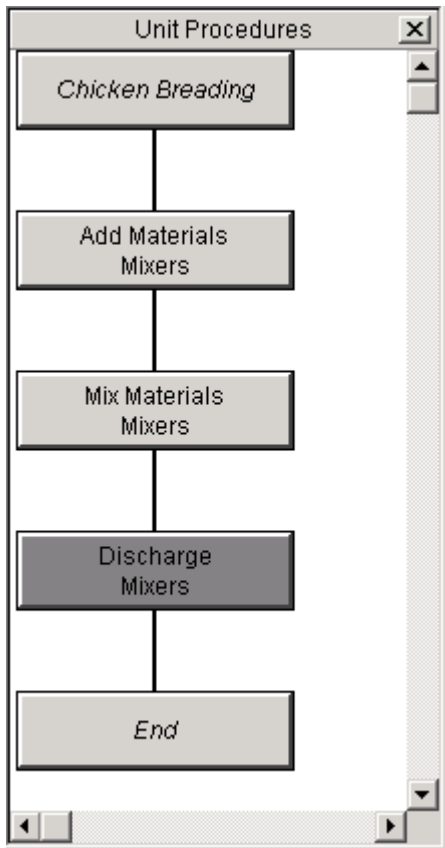 Unit Procedures
Chicken Breading
Add Materials
Mixers
Mix Materials
Mixers
Discharge
Mixers
End